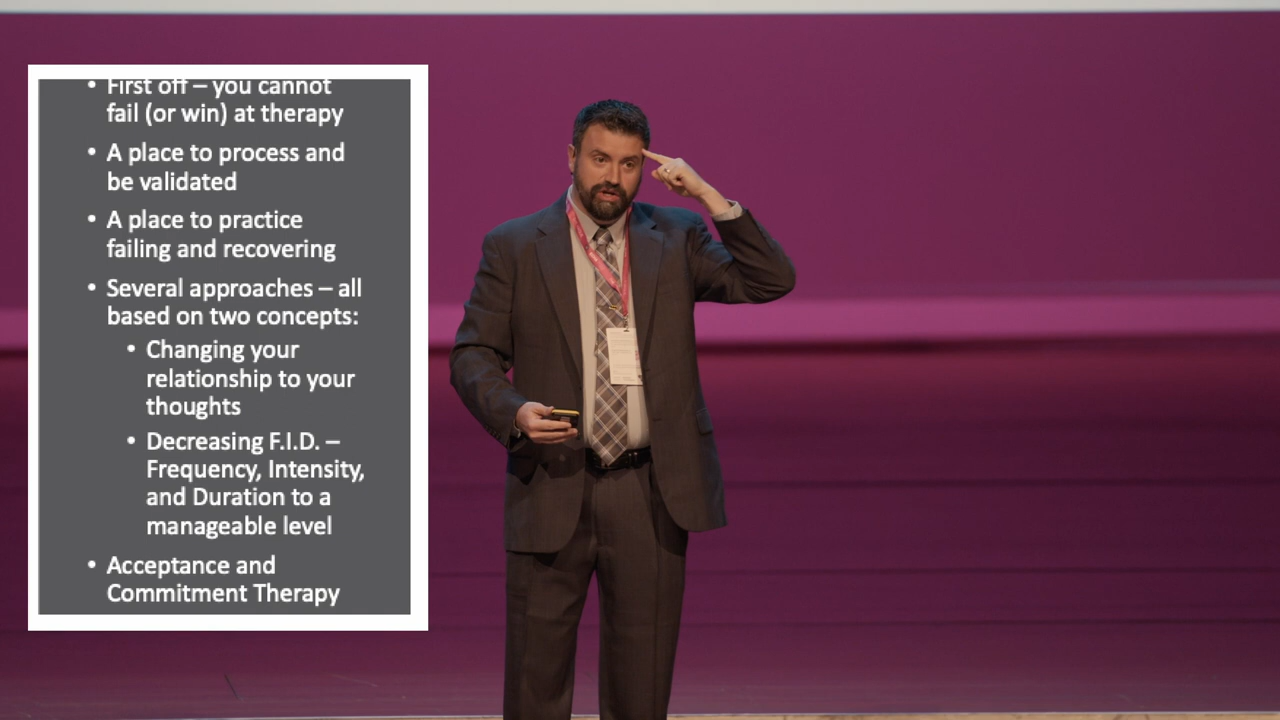 • First off – you cannot
fail (or win) at therapy
• A place to process and
be validated
• A place to practice
failing and recovering
• Several approaches – all
based on two concepts:
• Changing your
relationship to your
thoughts
• Decreasing F.I.D. –
Frequency, Intensity,
and Duration to a
manageable level
• Acceptance and
Commitment Therapy